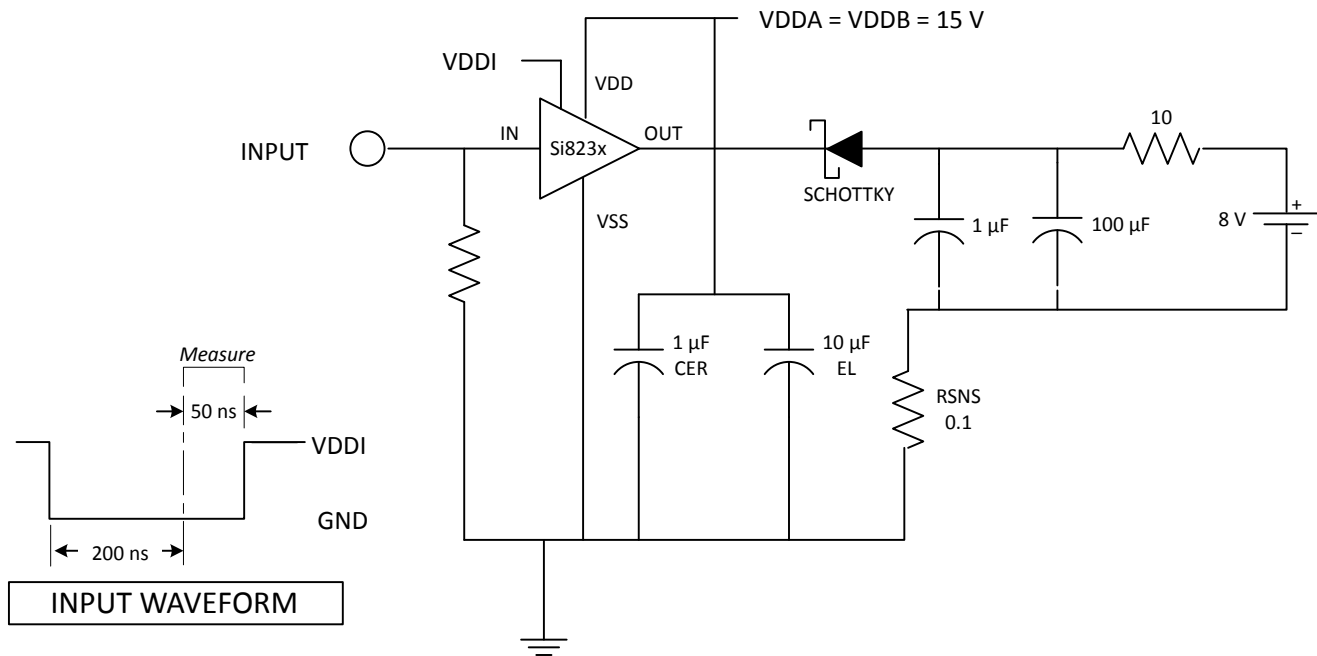 VDDA = VDDB = 15 V
VDDI
VDD
10
INPUT
IN
Si823x
OUT
SCHOTTKY
VSS
1 µF
100 µF
8 V
+
–
Measure
50 ns
1 µF
CER
10 µF
EL
RSNS
0.1
VDDI
GND
200 ns
INPUT WAVEFORM